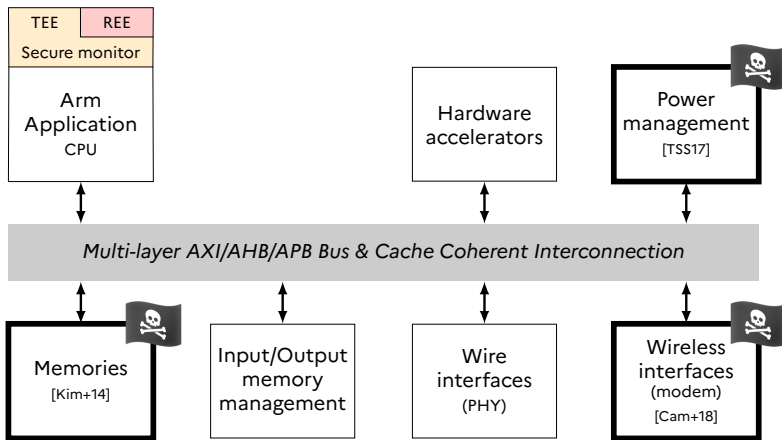 TEE
REE
Secure monitor
Arm
Application
CPU
Hardware
accelerators
Power
management
[TSS17]
Multi-layer AXI/AHB/APB Bus & Cache Coherent Interconnection
Memories
[Kim+14]
Input/Output
memory
management
Wire
interfaces
(PHY)
Wireless
interfaces
(modem)
[Cam+18]